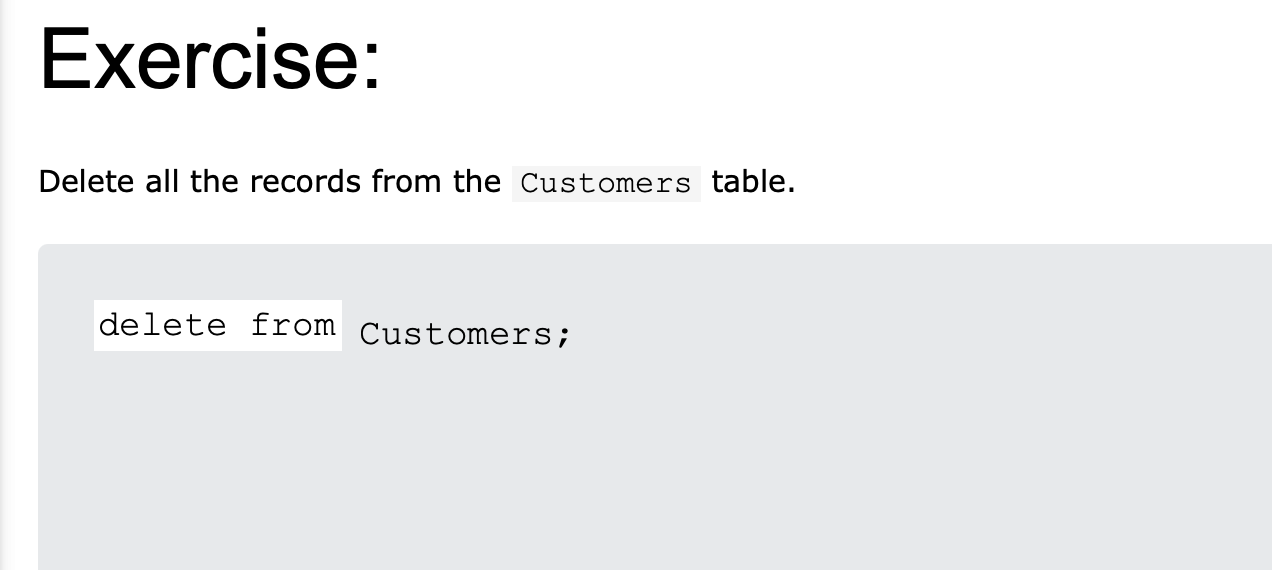 Exercise:
Delete all the records from the Customers table.
delete from Customers;